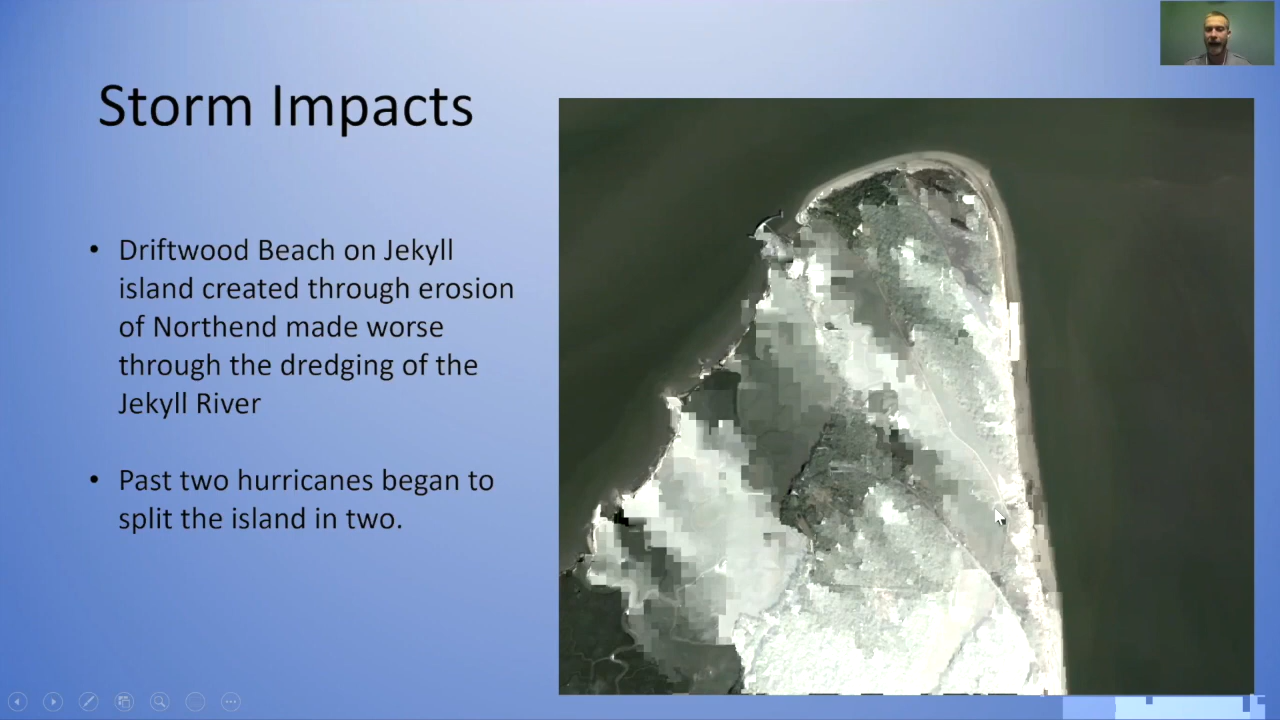 Storm Impacts
• Driftwood Beach on Jekyll
island created through erosion
of Northend made worse
through the dredging of the
Jekyll River
• Past two hurricanes began to
split the island in two.